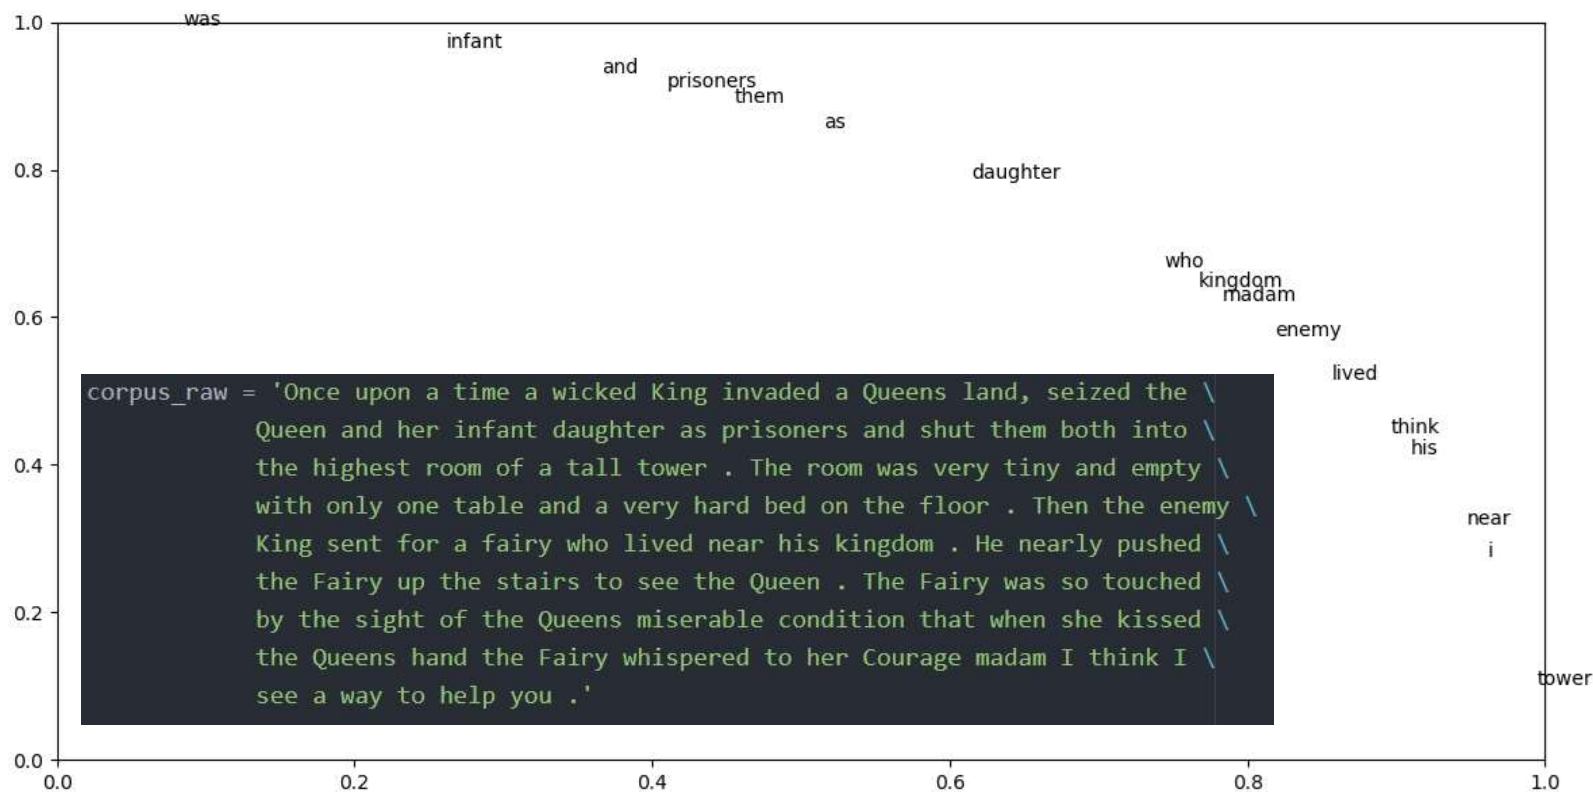 1.0
was
infant
and
prisoners
them
as
0.8
daughter
who
kingdom
madam
0.6
enemy
lived
corpus_raw = 'Once upon a time a wicked King invaded a Queens land, seized the \
Queen and her infant daughter as prisoners and shut them both into \
the highest room of a tall tower . The room was very tiny and empty \
with only one table and a very hard bed on the floor . Then the enemy \
King sent for a fairy who lived near his kingdom . He nearly pushed \
the Fairy up the stairs to see the Queen . The Fairy was so touched \
by the sight of the Queens miserable condition that when she kissed \
the Queens hand the Fairy whispered to her Courage madam I think I \
see a way to help you .'
think
his
0.4
near
i
0.2
tower
0.0
0.0 0.2 0.4 0.6 0.8 1.0